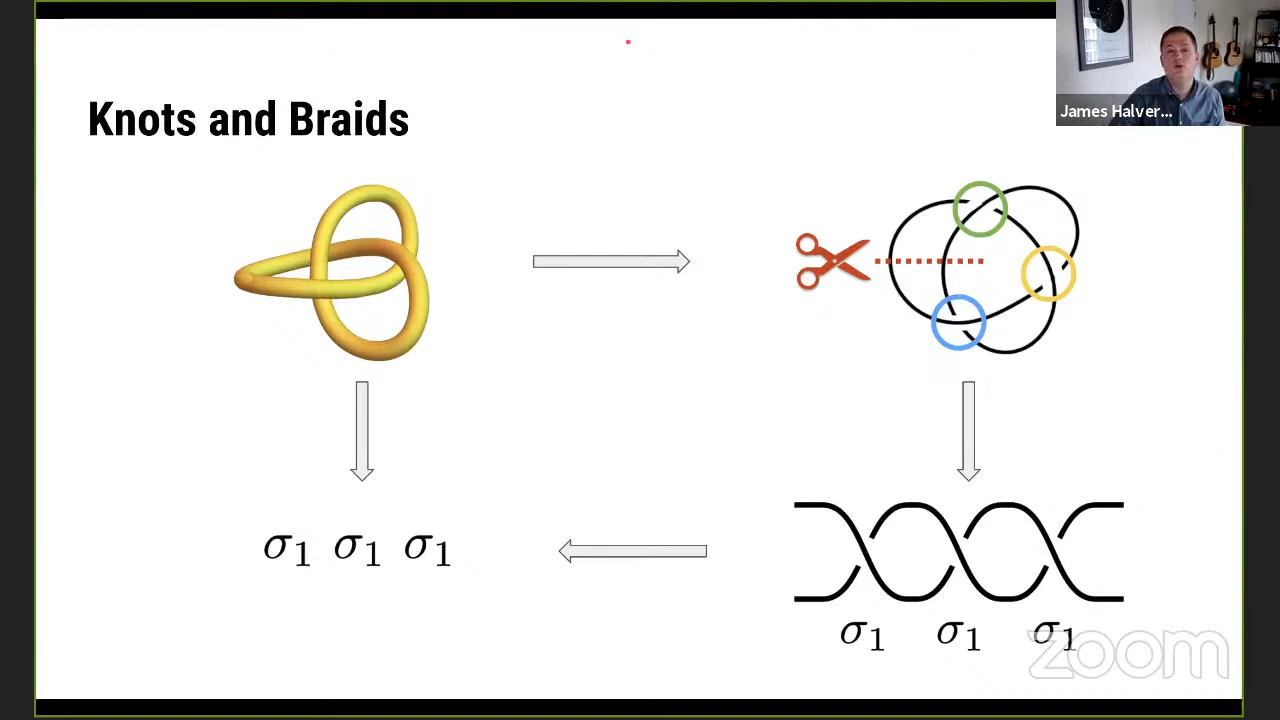 James Halver...
Knots and Braids
σ₁ σ₁ σ₁
σ₁ σ₁ σ₁
zoom